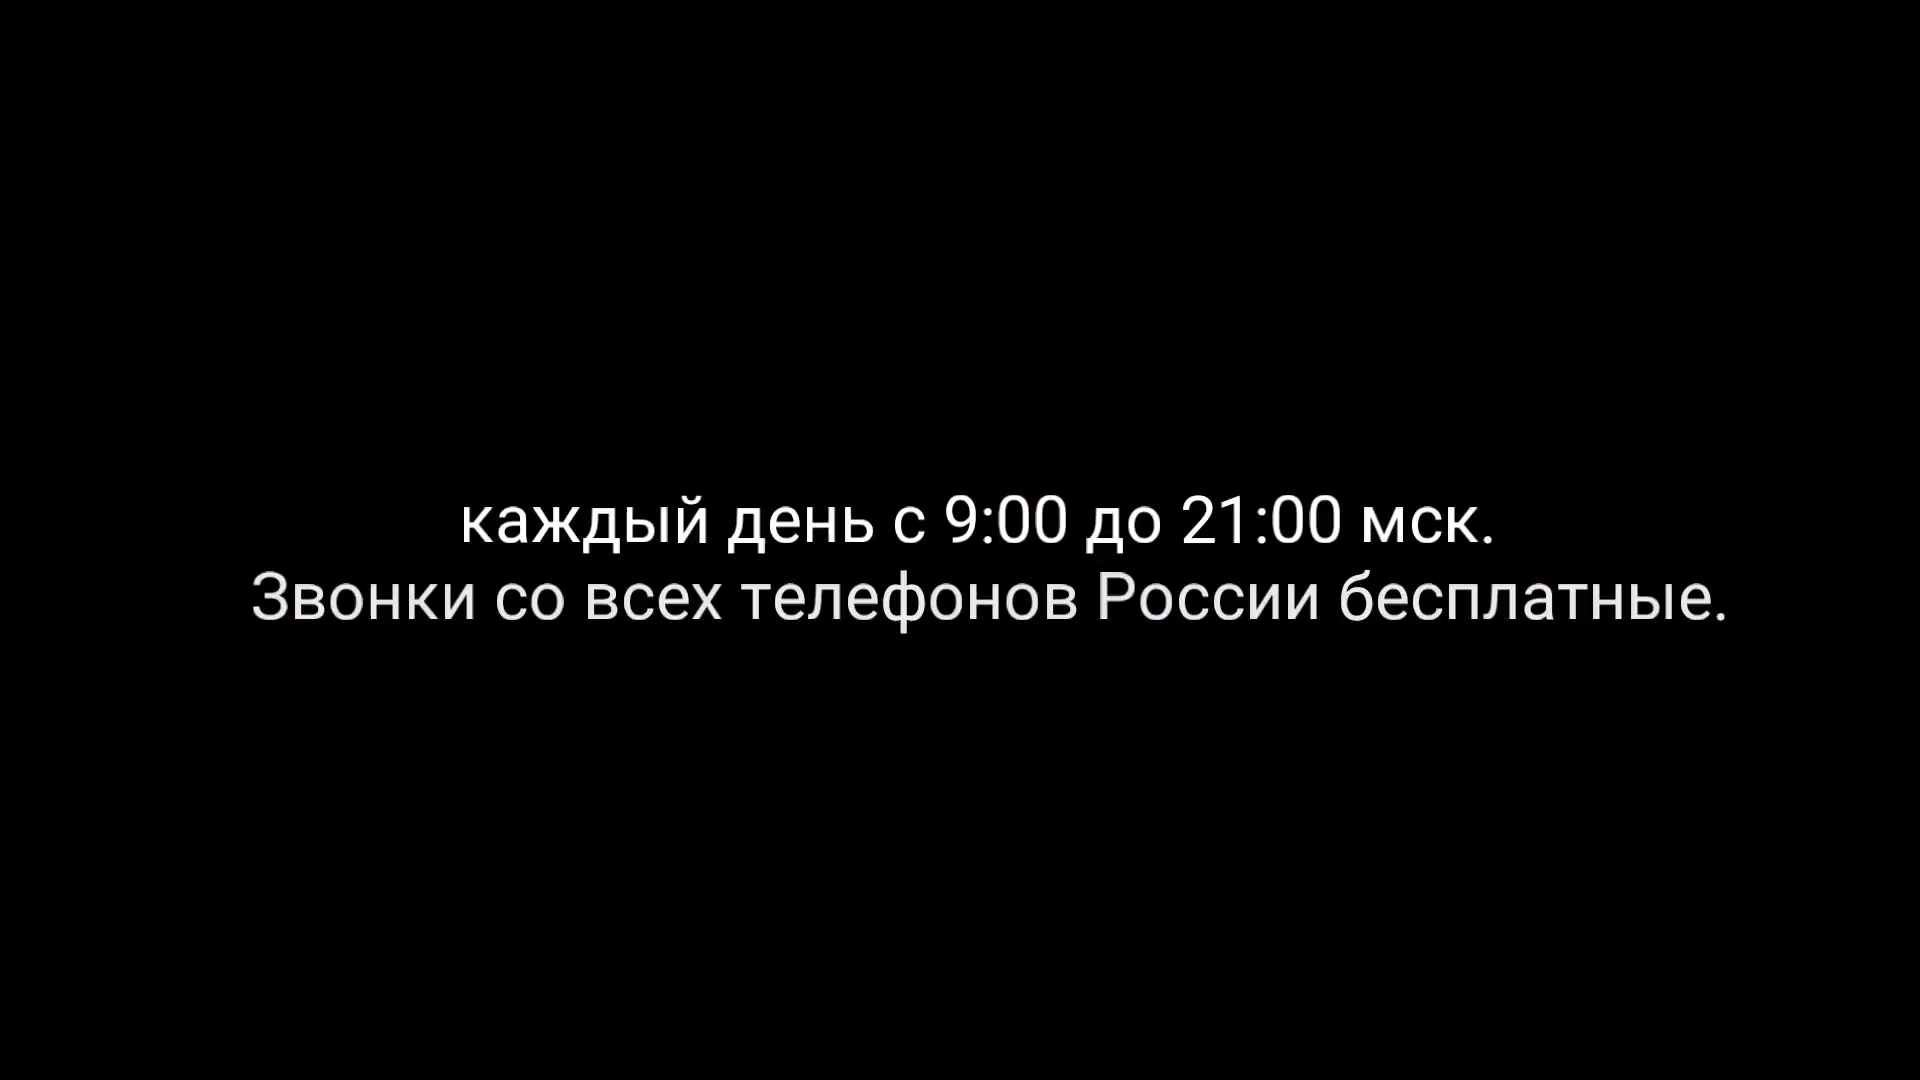 каждый день с 9:00 до 21:00 мск.
Звонки со всех телефонов России бесплатные.